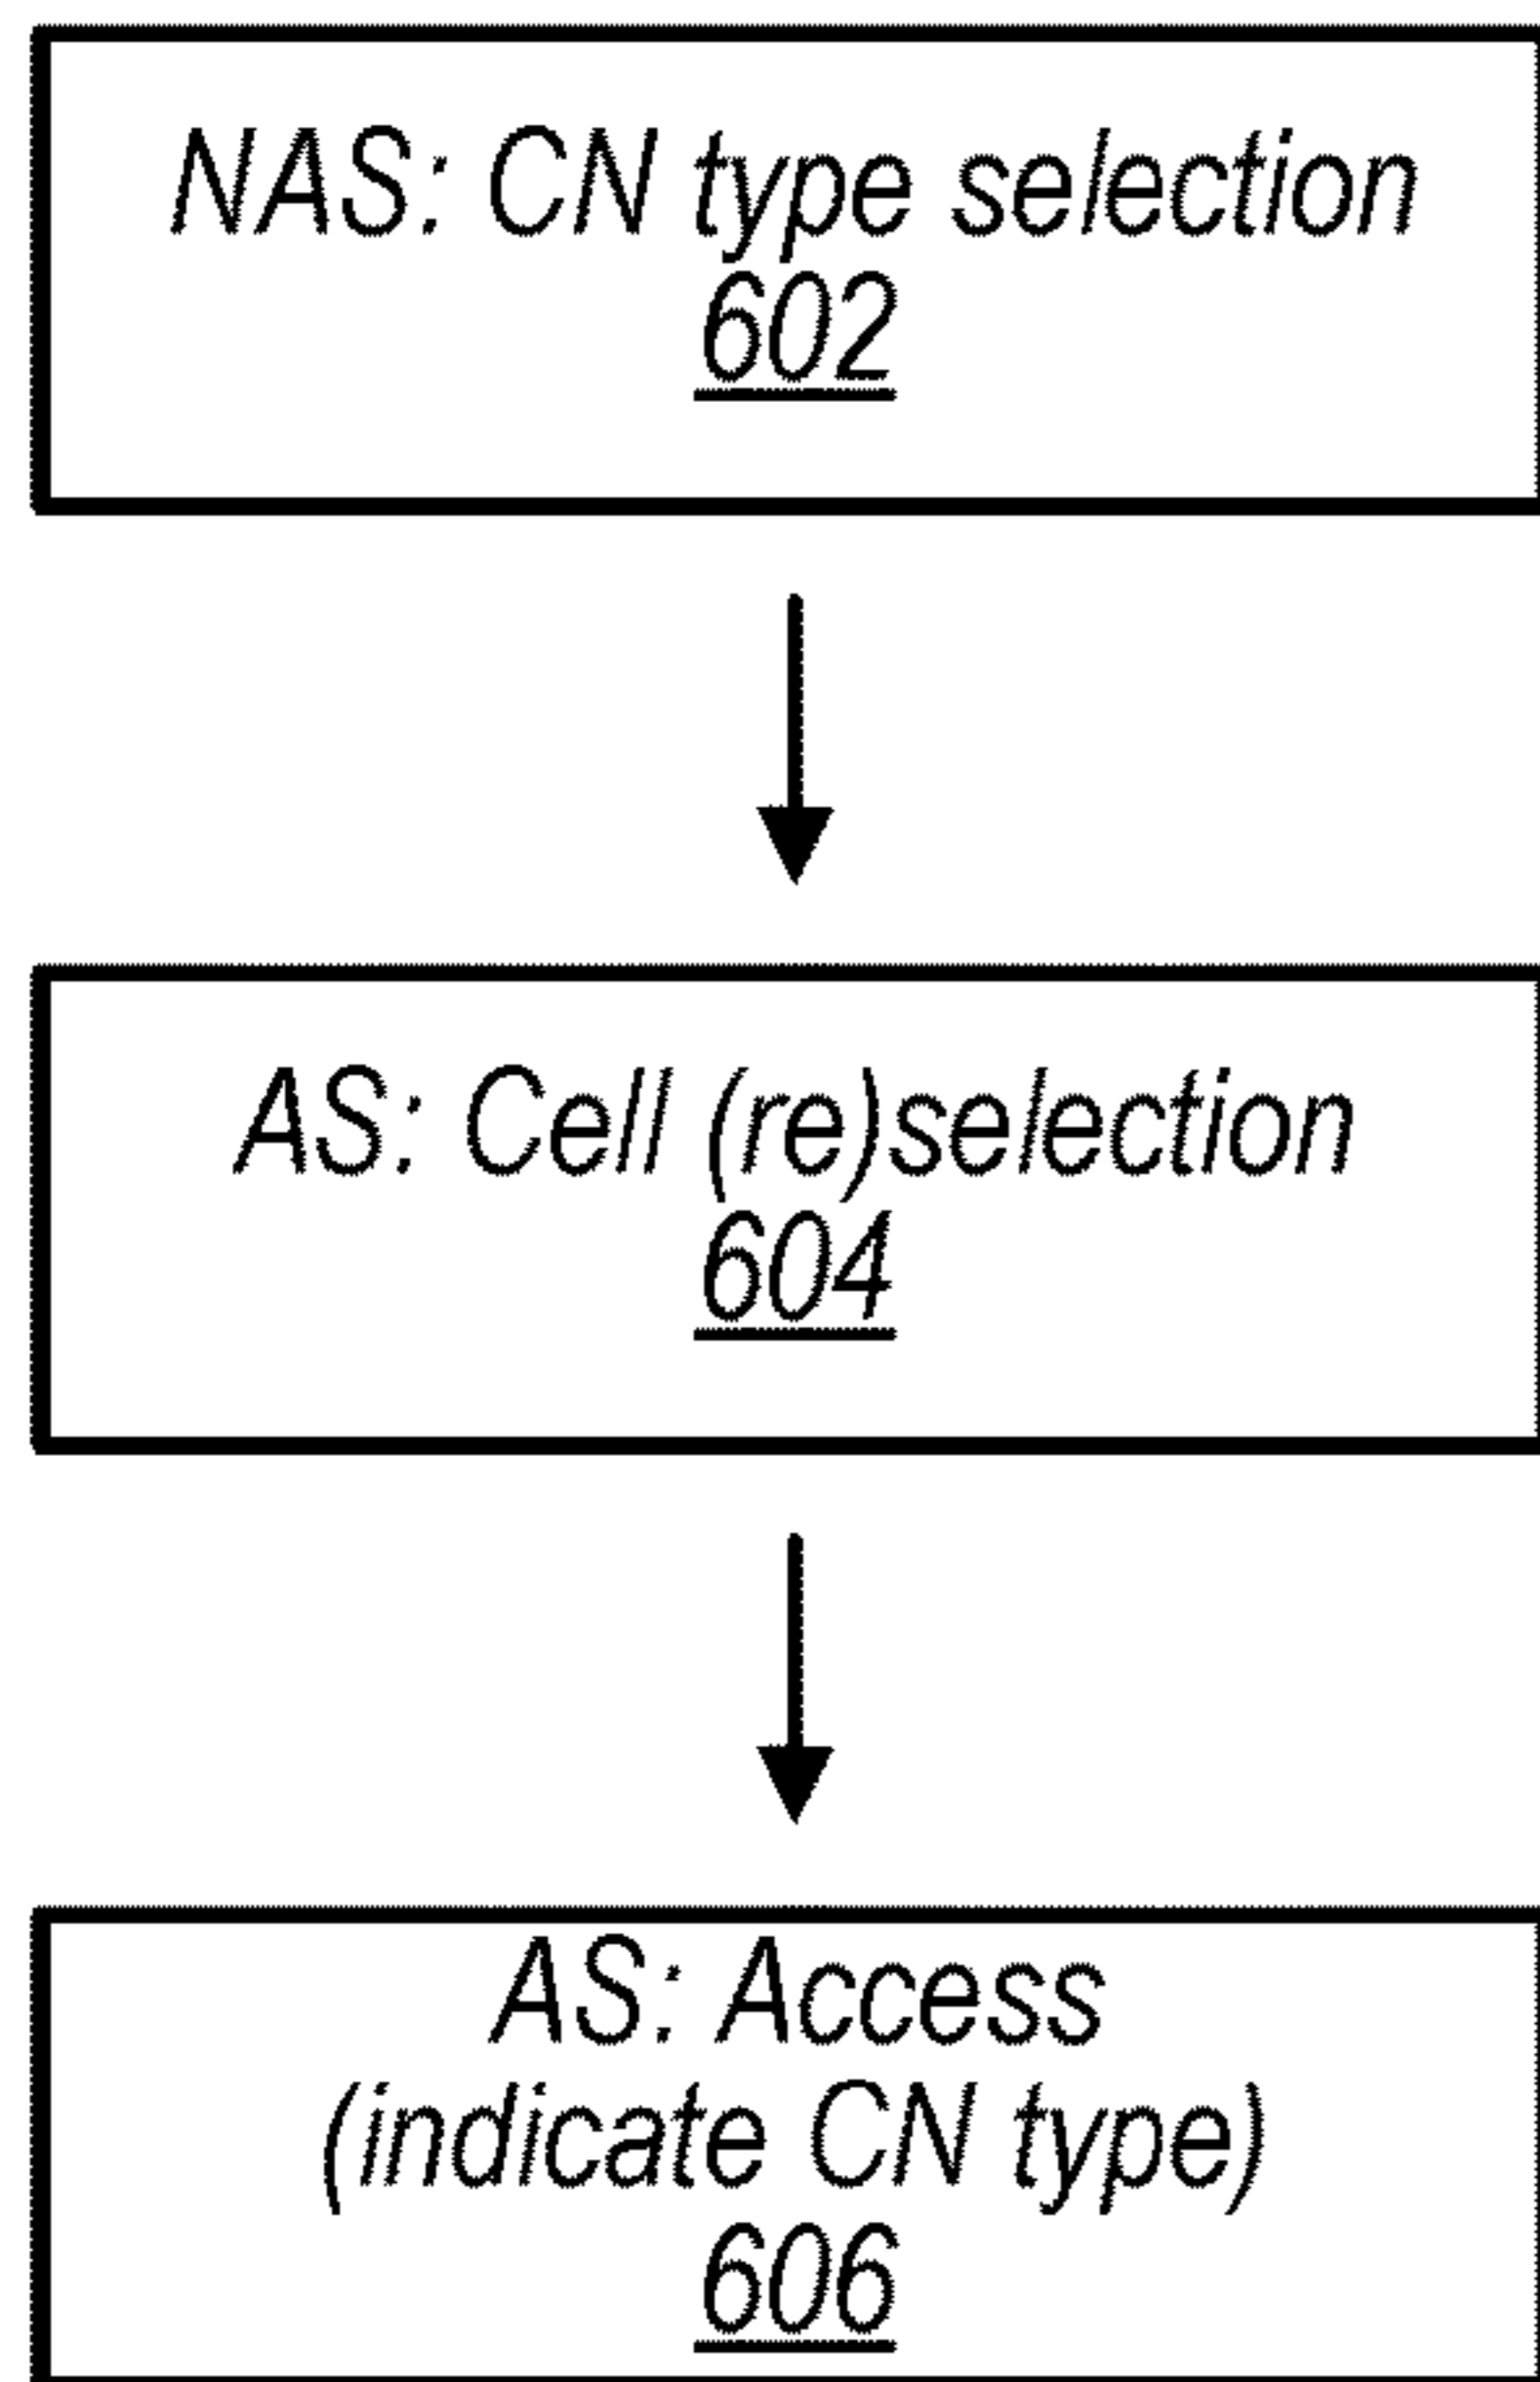 NAS: CN type selection
602
AS: Cell (re)selection
604
AS: Access
(indicate CN type)
606